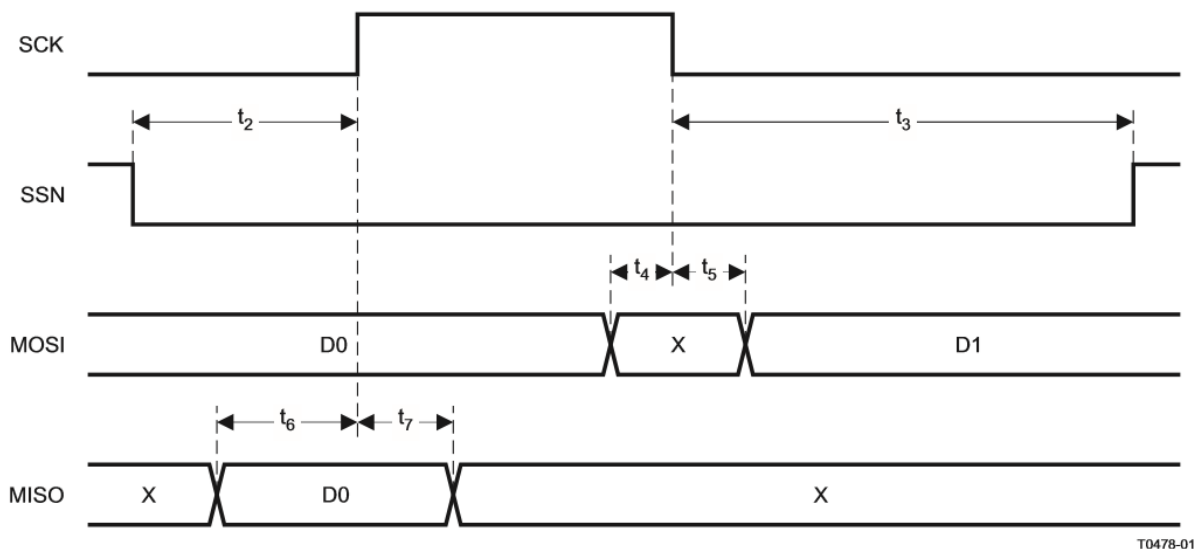 SCK
t₂
t₃
SSN
t₄ t₅
MOSI D0 X D1
t₆ t₇
MISO X D0 X
T0478-01